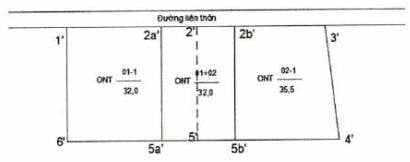 Đường liên thôn
1' 2a' 2' 2b' 3'
ONT 01-1 ONT 01+02 ONT 02-1
32,0 32,0 35,5
6' 5a' 5' 5b' 4'